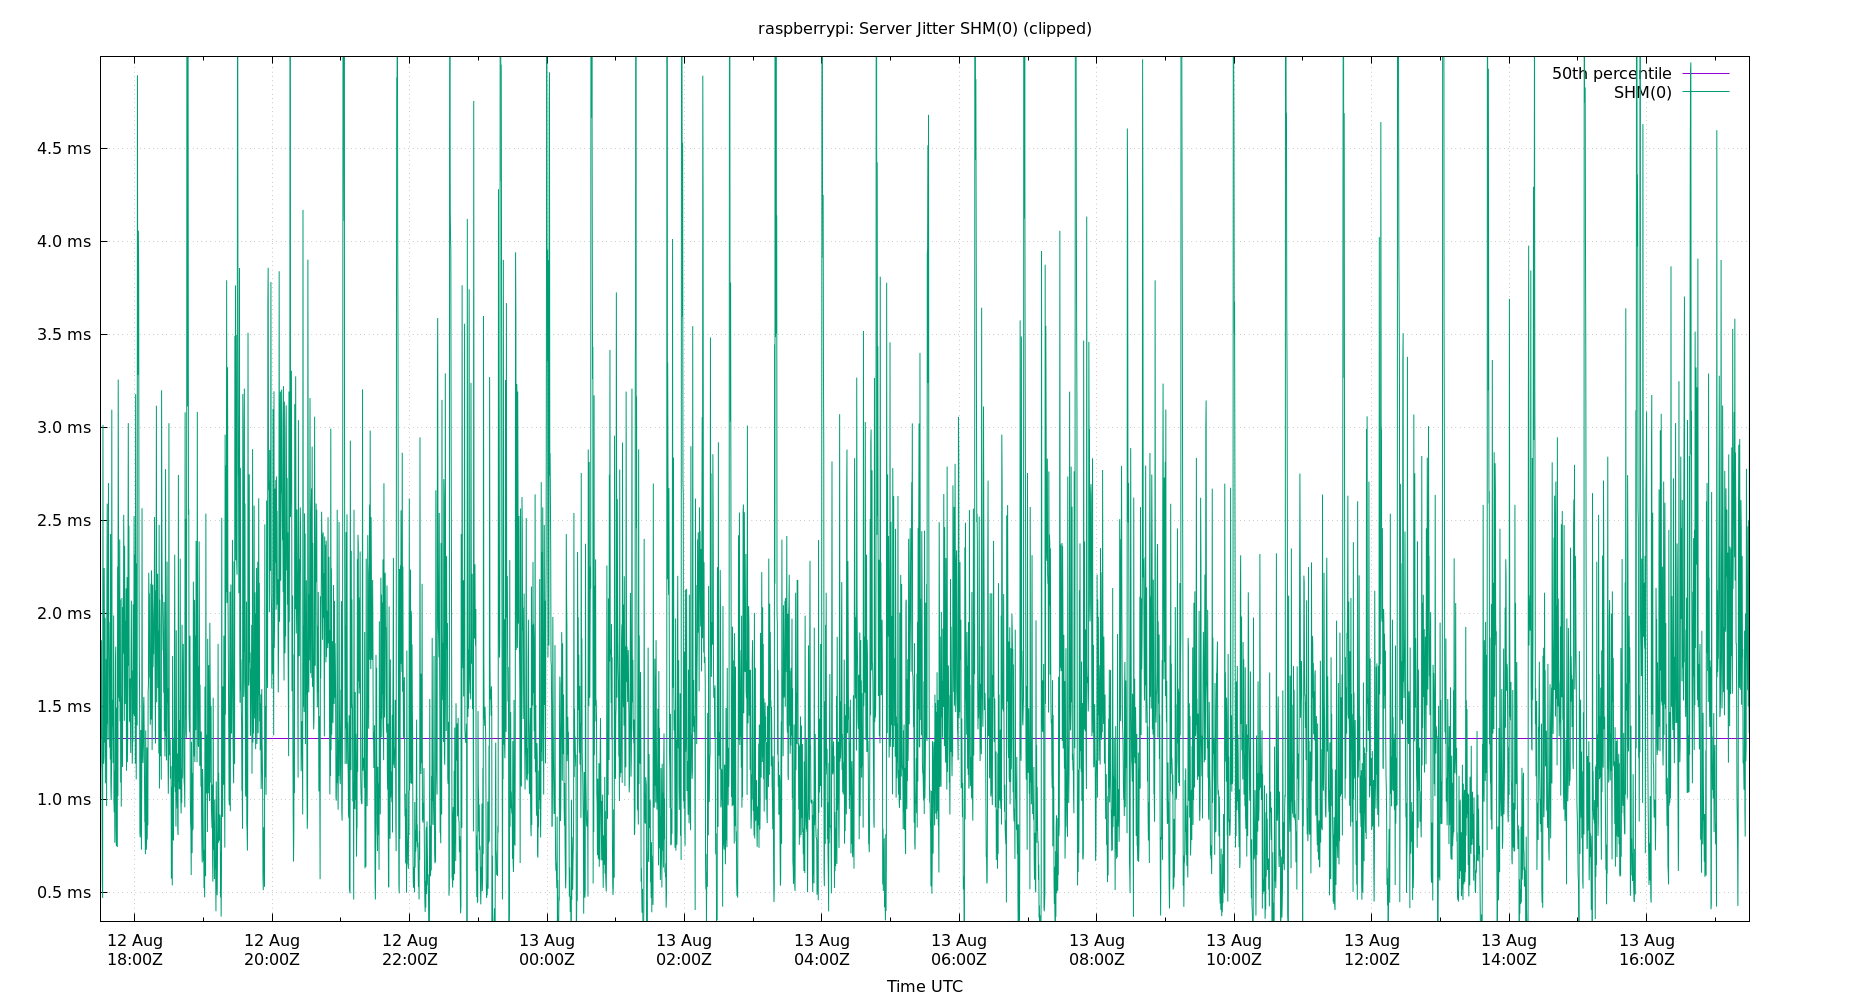 raspberrypi: Server Jitter SHM(0) (clipped)
50th percentile
SHM(0)
4.5 ms
4.0 ms
3.5 ms
3.0 ms
2.5 ms
2.0 ms
1.5 ms
1.0 ms
0.5 ms
12 Aug 12 Aug 12 Aug 13 Aug 13 Aug 13 Aug 13 Aug 13 Aug 13 Aug 13 Aug 13 Aug 13 Aug
18:00Z 20:00Z 22:00Z 00:00Z 02:00Z 04:00Z 06:00Z 08:00Z 10:00Z 12:00Z 14:00Z 16:00Z
Time UTC